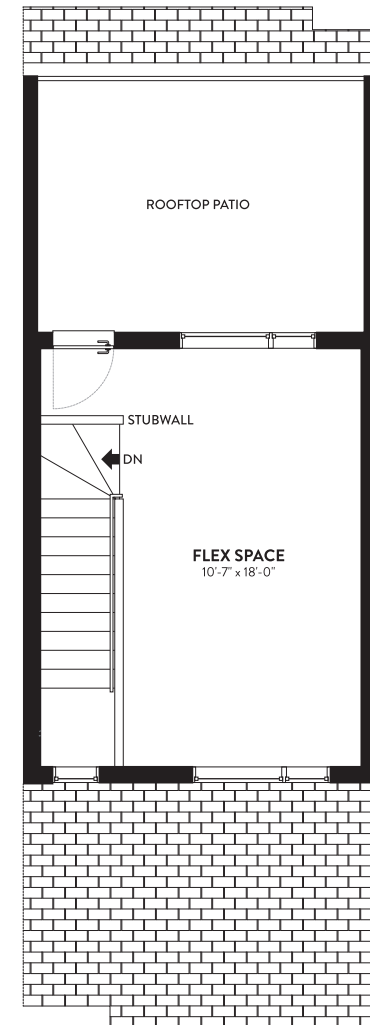 ROOFTOP PATIO
STUBWALL
DN
FLEX SPACE
10'-7" x 18'-0"